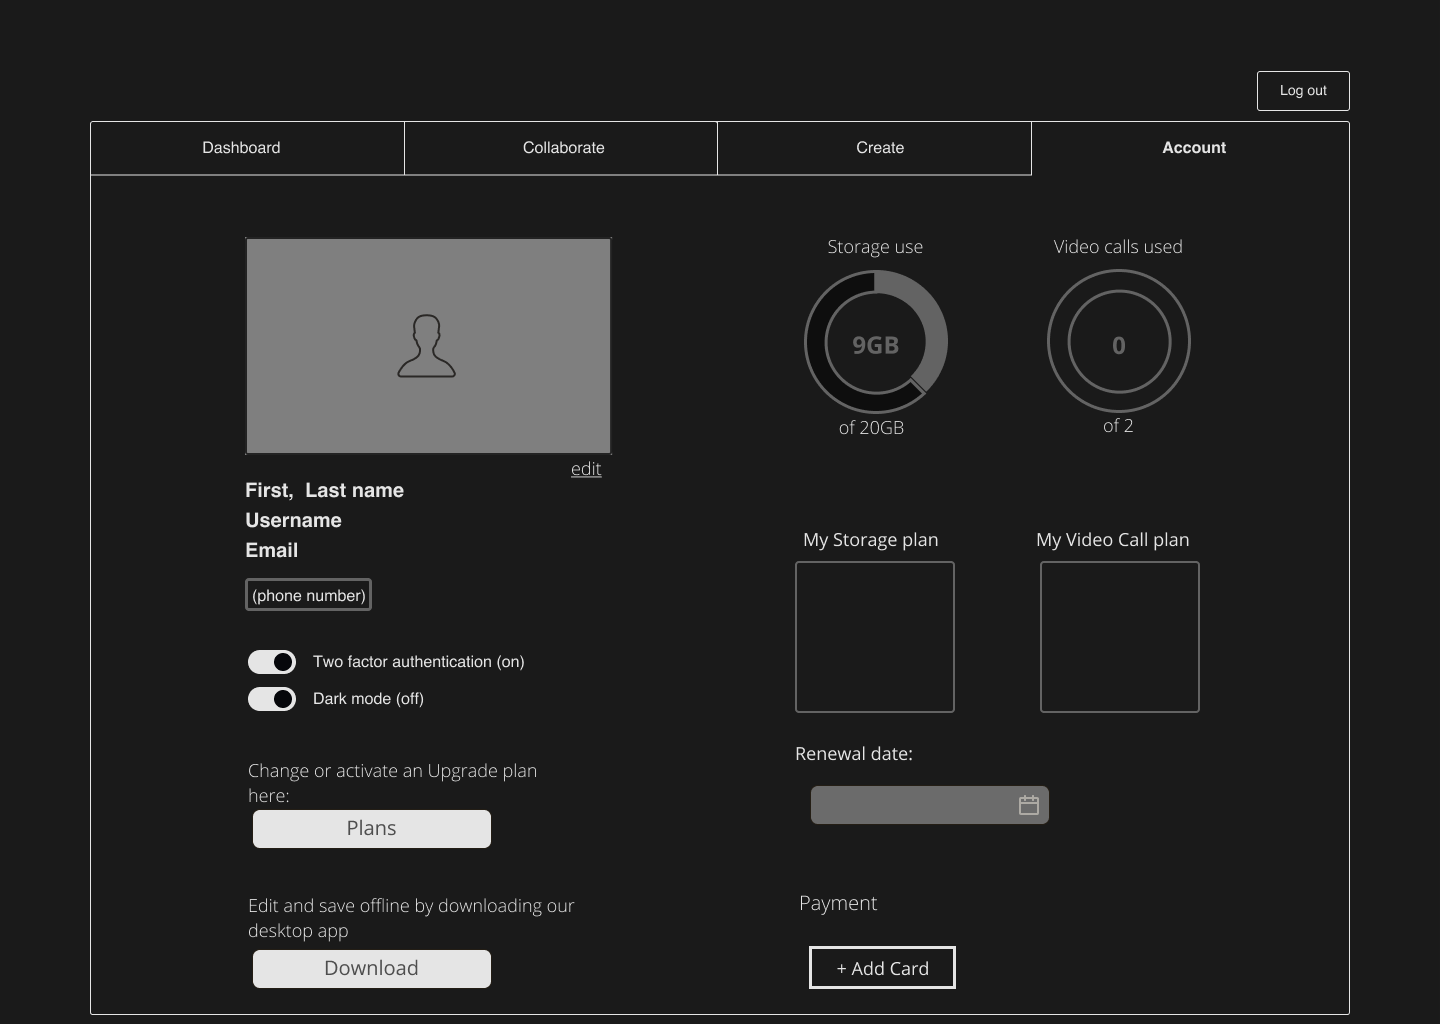 Log out
Dashboard
Collaborate
Create
Account
edit
First,  Last name
Username
Email
(phone number)
Two factor authentication (on)
Dark mode (off)
Change or activate an Upgrade plan
here:
Plans
Edit and save offline by downloading our
desktop app
Download
Storage use
9GB
of 20GB
Video calls used
0
of 2
My Storage plan
My Video Call plan
Renewal date:
Payment
+ Add Card